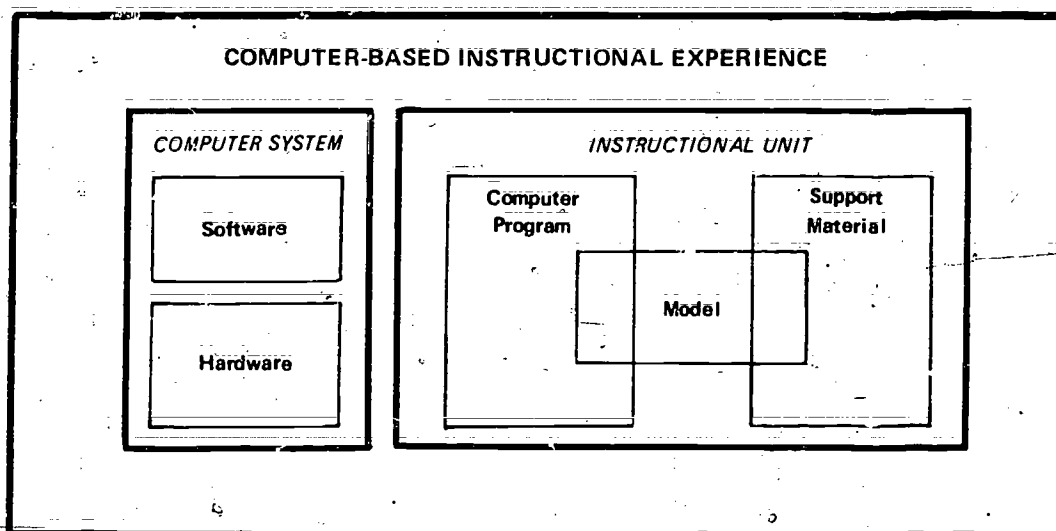 COMPUTER-BASED INSTRUCTIONAL EXPERIENCE
COMPUTER SYSTEM
Software
Hardware
INSTRUCTIONAL UNIT
Computer
Program
Model
Support
Material